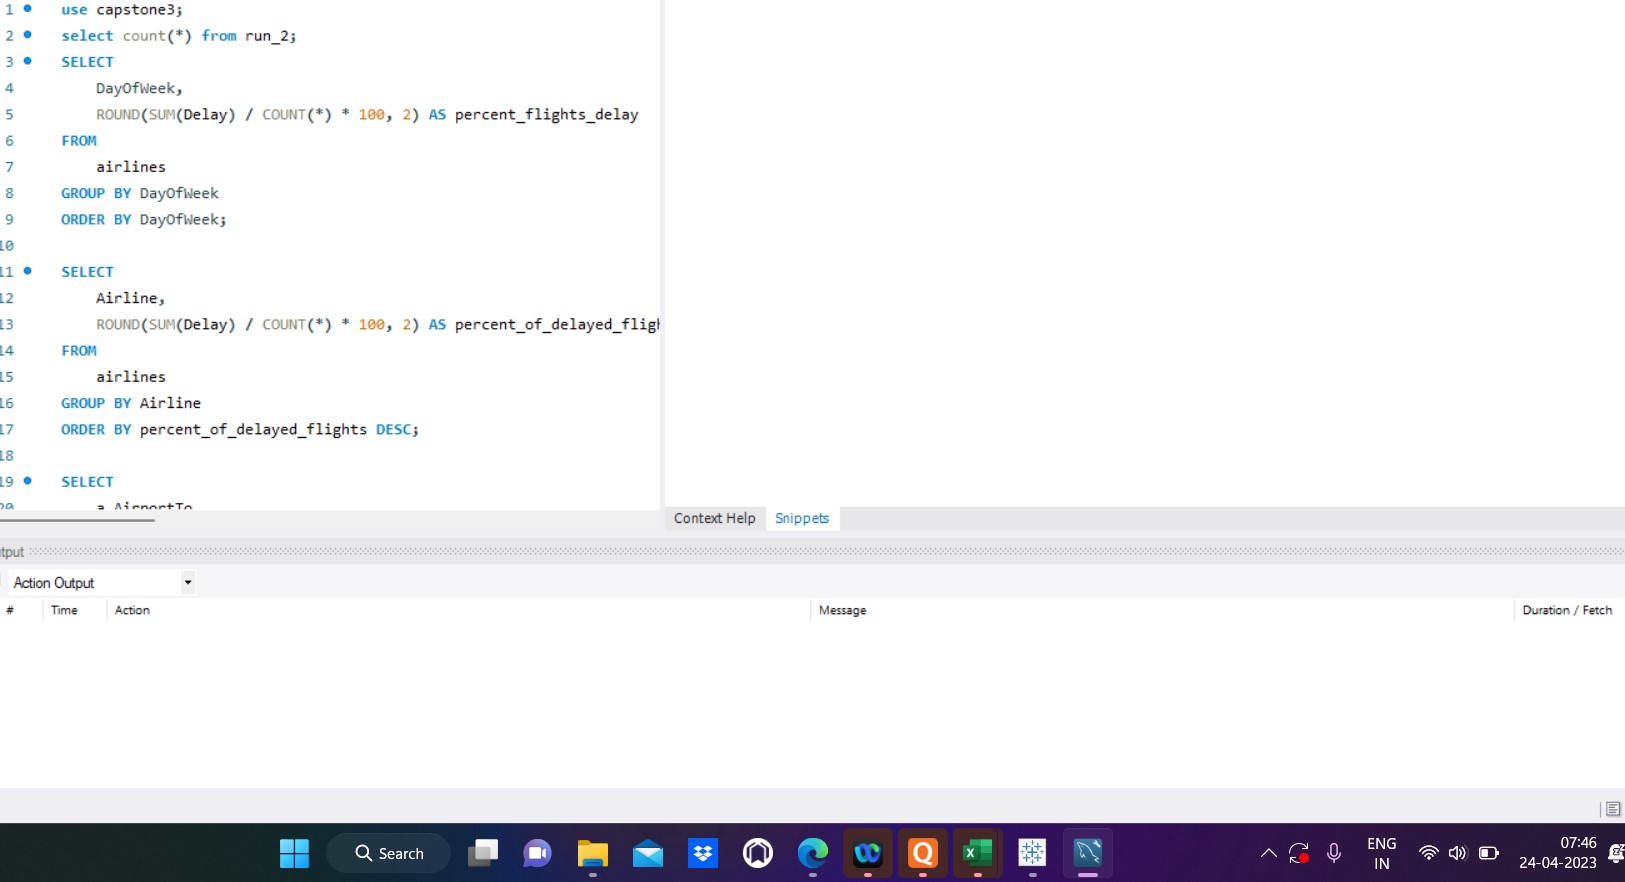 1 use capstone3;
2 select count(*) from run_2;
3 SELECT
4 DayOfWeek,
5 ROUND(SUM(Delay) / COUNT(*) * 100, 2) AS percent_flights_delay
6 FROM
7 airlines
8 GROUP BY DayOfWeek
9 ORDER BY DayOfWeek;
10
11 SELECT
12 Airline,
13 ROUND(SUM(Delay) / COUNT(*) * 100, 2) AS percent_of_delayed_fligh
14 FROM
15 airlines
16 GROUP BY Airline
17 ORDER BY percent_of_delayed_flights DESC;
18
19 SELECT
20 a.AirportTo
Context Help Snippets
tput
Action Output
# Time Action Message Duration / Fetch
Search
ENG
IN
07:46
24-04-2023